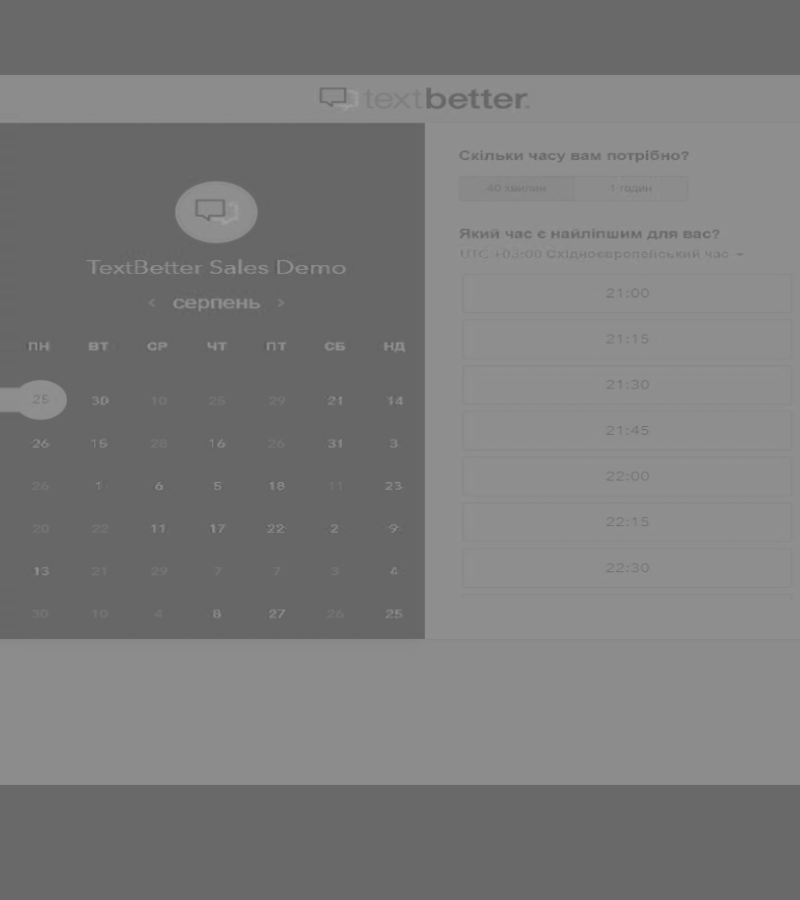 textbetter.
TextBetter Sales Demo
< серпень >
ПН ВТ СР ЧТ ПТ СБ НД
25 30 10 25 29 21 14
26 15 28 16 26 31 3
26 1 6 5 18 11 23
20 22 11 17 22 2 9
13 21 29 7 7 3 4
30 10 4 8 27 26 25
Скільки часу вам потрібно?
40 хвилин 1 годин
Який час є найліпшим для вас?
UTC +03:00 Східноєвропейський час
21:00
21:15
21:30
21:45
22:00
22:15
22:30